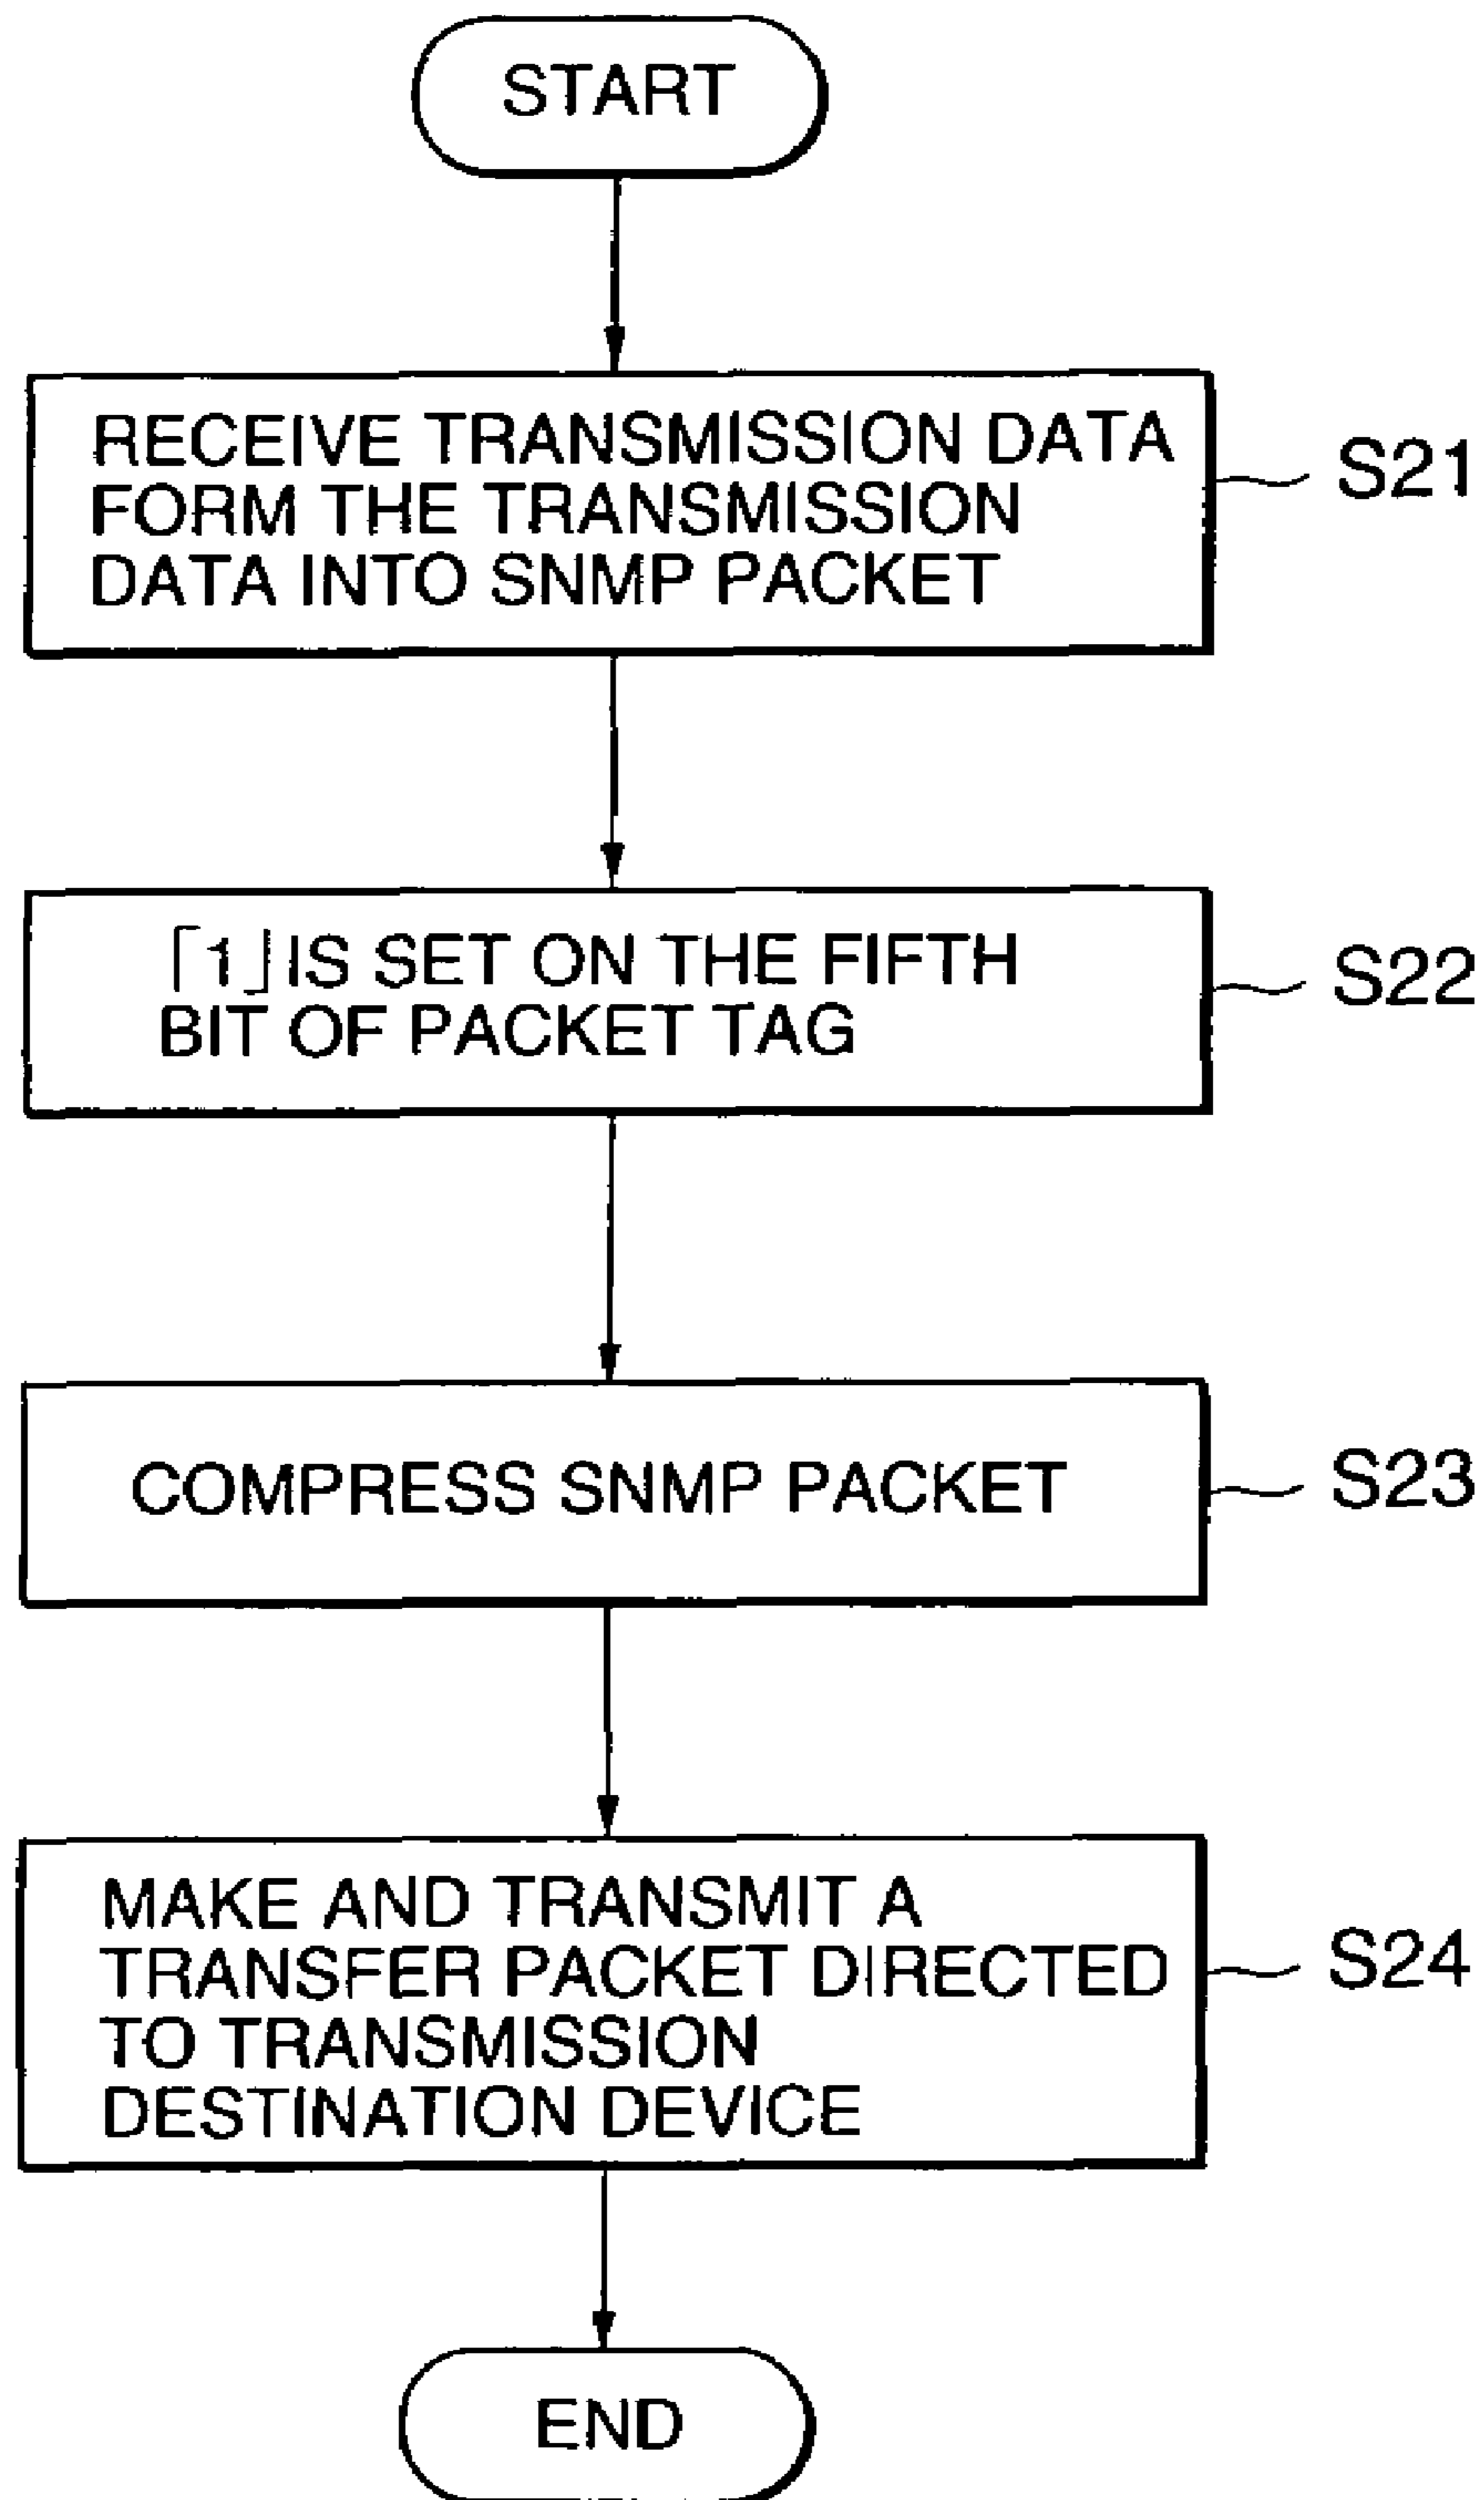 START
RECEIVE TRANSMISSION DATA
FORM THE TRANSMISSION
DATA INTO SNMP PACKET
S21
「1」IS SET ON THE FIFTH
BIT OF PACKET TAG
S22
COMPRESS SNMP PACKET
S23
MAKE AND TRANSMIT A
TRANSFER PACKET DIRECTED
TO TRANSMISSION
DESTINATION DEVICE
S24
END